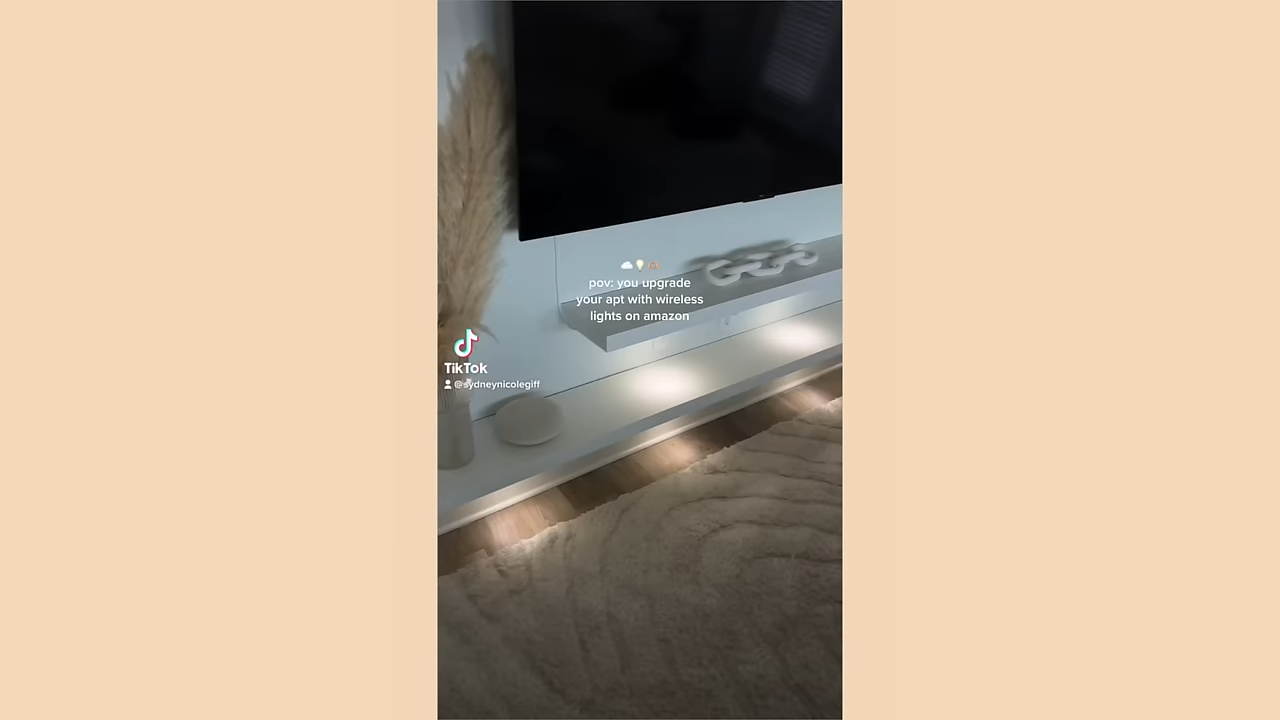 ☁️💡
pov: you upgrade
your apt with wireless
lights on amazon
TikTok
@sydneynicolegiff